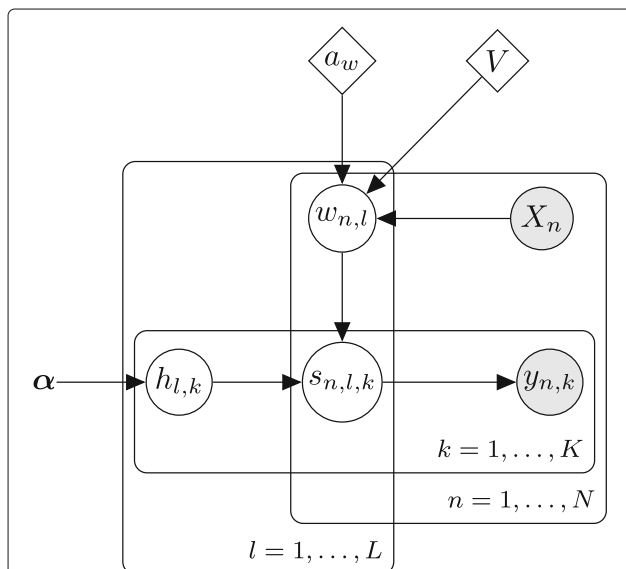 a_w
V
w_{n,l}
X_n
α
h_{l,k}
s_{n,l,k}
y_{n,k}
k = 1, . . . , K
n = 1, . . . , N
l = 1, . . . , L